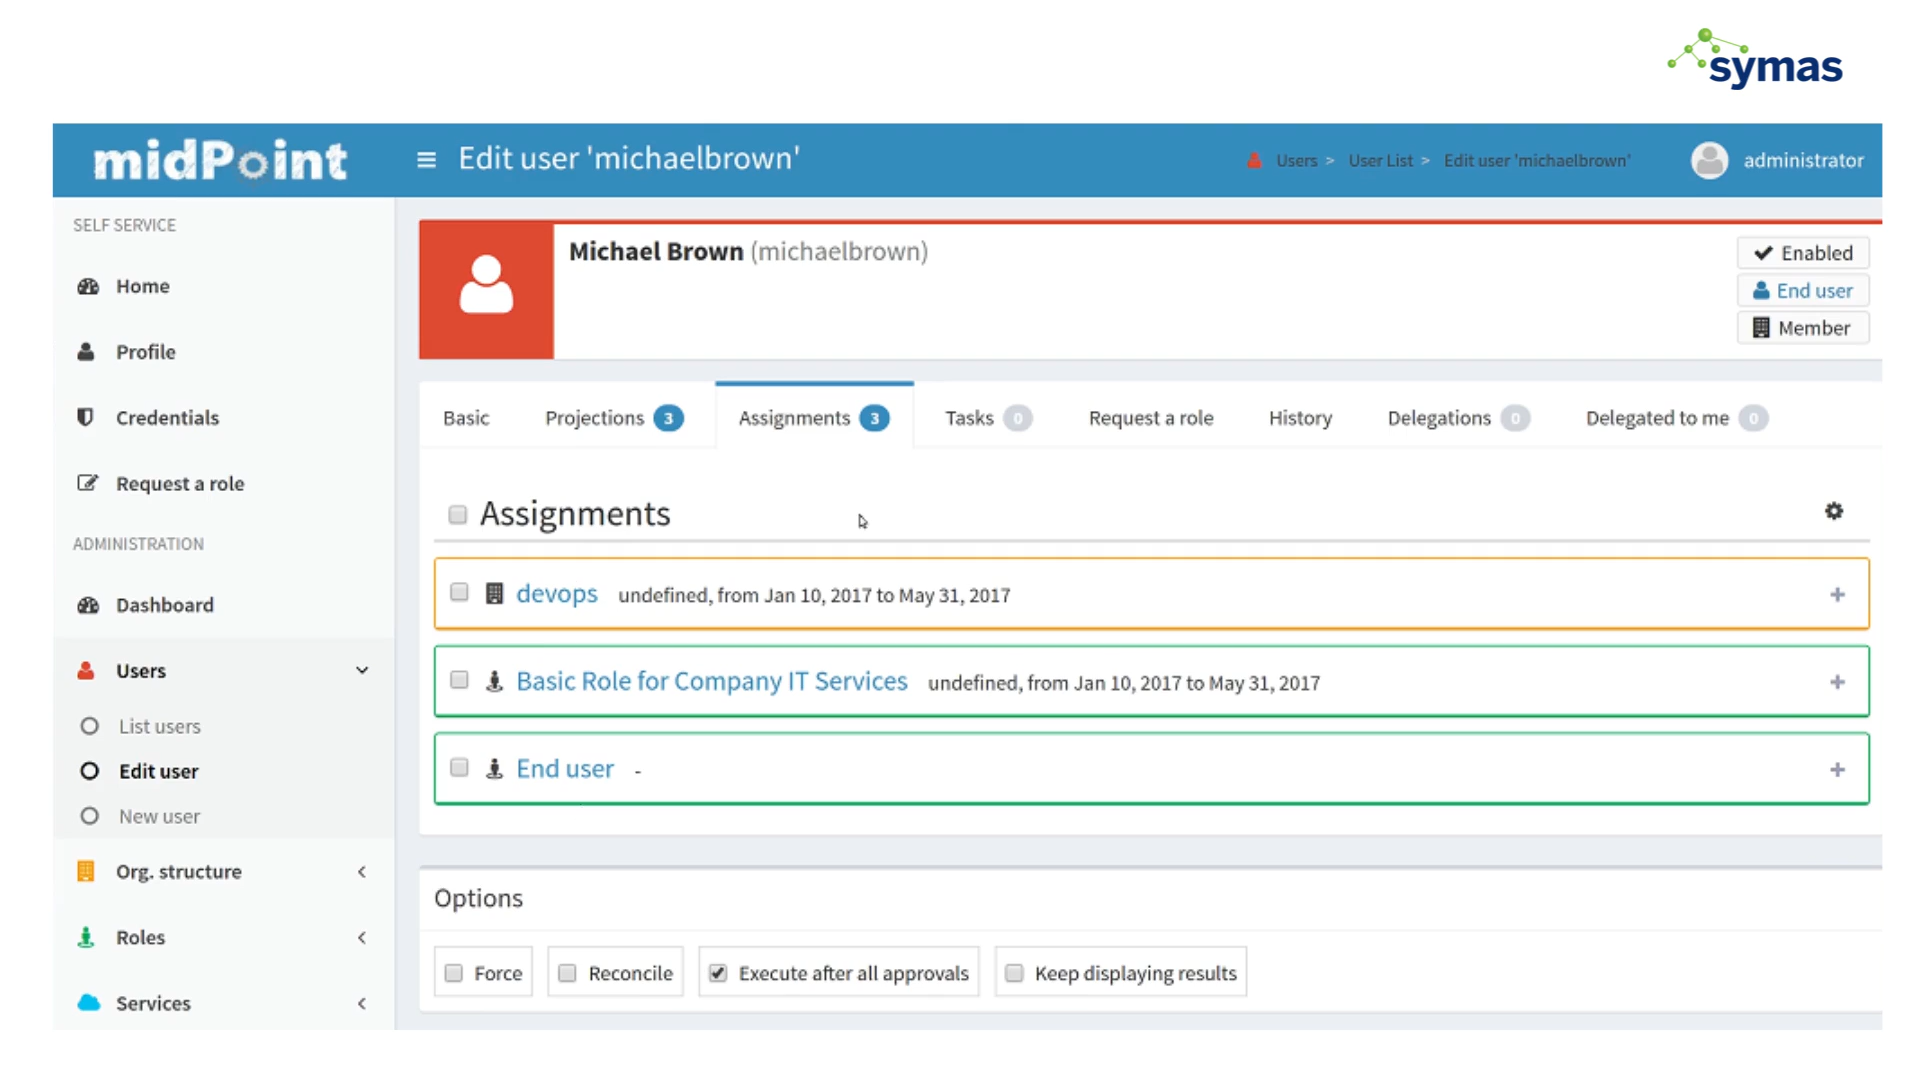 symas
midPoint
Edit user 'michaelbrown'
Users > User List > Edit user 'michaelbrown'
administrator
SELF SERVICE
Home
Profile
Credentials
Request a role
ADMINISTRATION
Dashboard
Users
List users
Edit user
New user
Org. structure
Roles
Services
Michael Brown (michaelbrown)
Enabled
End user
Member
Basic Projections 3 Assignments 3 Tasks 0 Request a role History Delegations 0 Delegated to me 0
Assignments
devops undefined, from Jan 10, 2017 to May 31, 2017
Basic Role for Company IT Services undefined, from Jan 10, 2017 to May 31, 2017
End user -
Options
Force Reconcile Execute after all approvals Keep displaying results